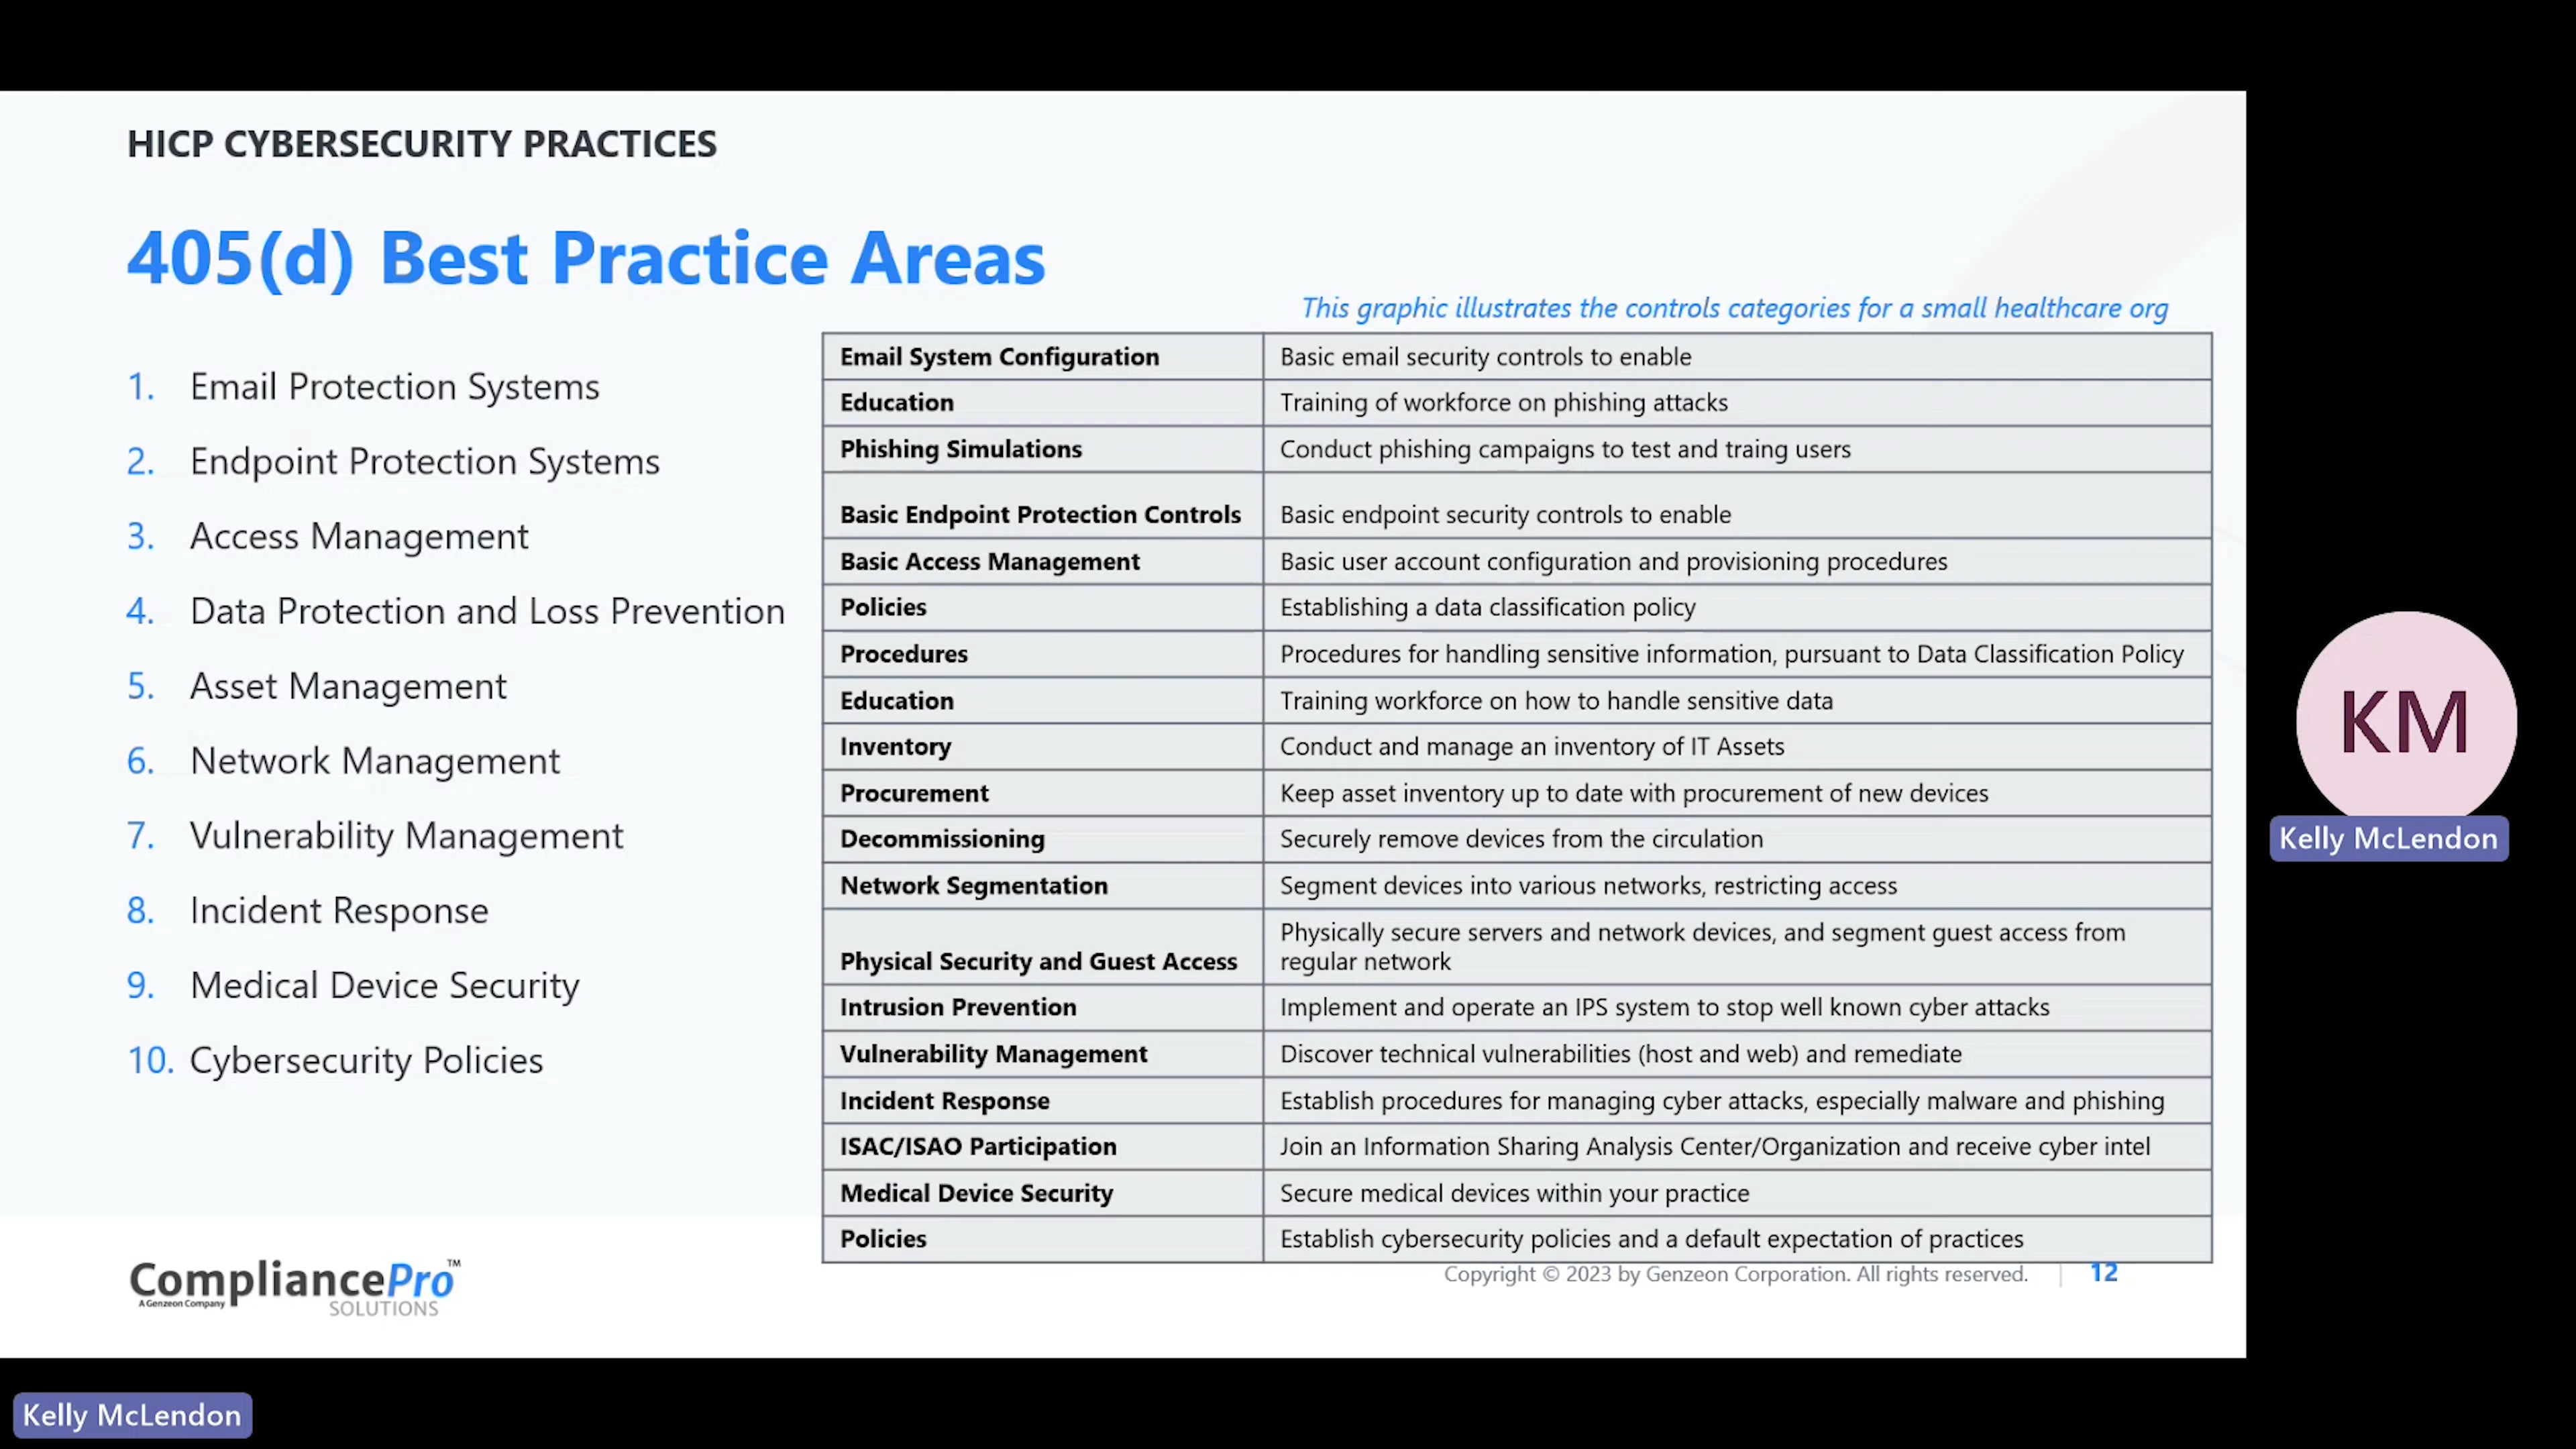 HICP CYBERSECURITY PRACTICES
405(d) Best Practice Areas
This graphic illustrates the controls categories for a small healthcare org
1. Email Protection Systems
2. Endpoint Protection Systems
3. Access Management
4. Data Protection and Loss Prevention
5. Asset Management
6. Network Management
7. Vulnerability Management
8. Incident Response
9. Medical Device Security
10. Cybersecurity Policies
Email System Configuration Basic email security controls to enable
Education Training of workforce on phishing attacks
Phishing Simulations Conduct phishing campaigns to test and traing users
Basic Endpoint Protection Controls Basic endpoint security controls to enable
Basic Access Management Basic user account configuration and provisioning procedures
Policies Establishing a data classification policy
Procedures Procedures for handling sensitive information, pursuant to Data Classification Policy
Education Training workforce on how to handle sensitive data
Inventory Conduct and manage an inventory of IT Assets
Procurement Keep asset inventory up to date with procurement of new devices
Decommissioning Securely remove devices from the circulation
Network Segmentation Segment devices into various networks, restricting access
Physical Security and Guest Access Physically secure servers and network devices, and segment guest access from
regular network
Intrusion Prevention Implement and operate an IPS system to stop well known cyber attacks
Vulnerability Management Discover technical vulnerabilities (host and web) and remediate
Incident Response Establish procedures for managing cyber attacks, especially malware and phishing
ISAC/ISAO Participation Join an Information Sharing Analysis Center/Organization and receive cyber intel
Medical Device Security Secure medical devices within your practice
Policies Establish cybersecurity policies and a default expectation of practices
CompliancePro™
A Genzeon Company
SOLUTIONS
Copyright © 2023 by Genzeon Corporation. All rights reserved. 12
KM
Kelly McLendon
Kelly McLendon